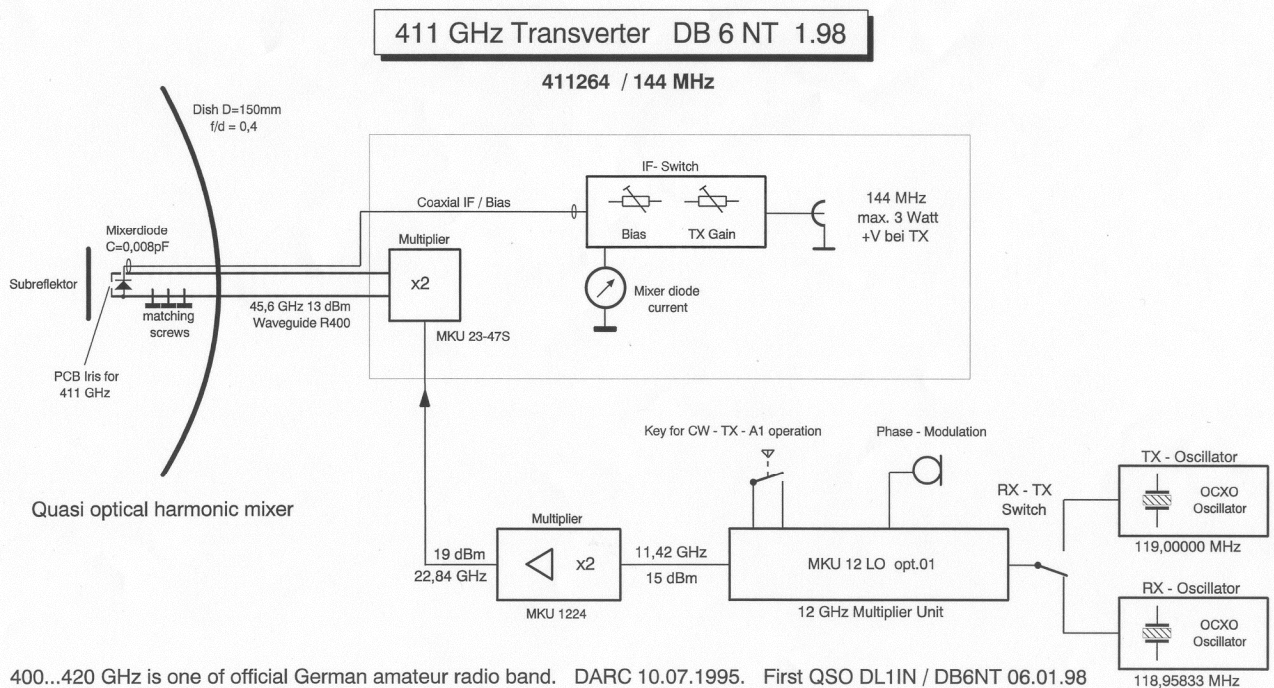 411 GHz Transverter DB 6 NT 1.98
411264 / 144 MHz
Dish D=150mm
f/d = 0,4
IF- Switch
Coaxial IF / Bias
Bias TX Gain
144 MHz
max. 3 Watt
+V bei TX
Mixerdiode
C=0,008pF
Multiplier
x2
MKU 23-47S
Subreflektor
matching
screws
45,6 GHz 13 dBm
Waveguide R400
Mixer diode
current
PCB Iris for
411 GHz
Quasi optical harmonic mixer
Key for CW - TX - A1 operation
Phase - Modulation
RX - TX
Switch
TX - Oscillator
OCXO
Oscillator
119,00000 MHz
Multiplier
19 dBm
22,84 GHz
x2
MKU 1224
11,42 GHz
15 dBm
MKU 12 LO opt.01
12 GHz Multiplier Unit
RX - Oscillator
OCXO
Oscillator
118,95833 MHz
400...420 GHz is one of official German amateur radio band. DARC 10.07.1995. First QSO DL1IN / DB6NT 06.01.98